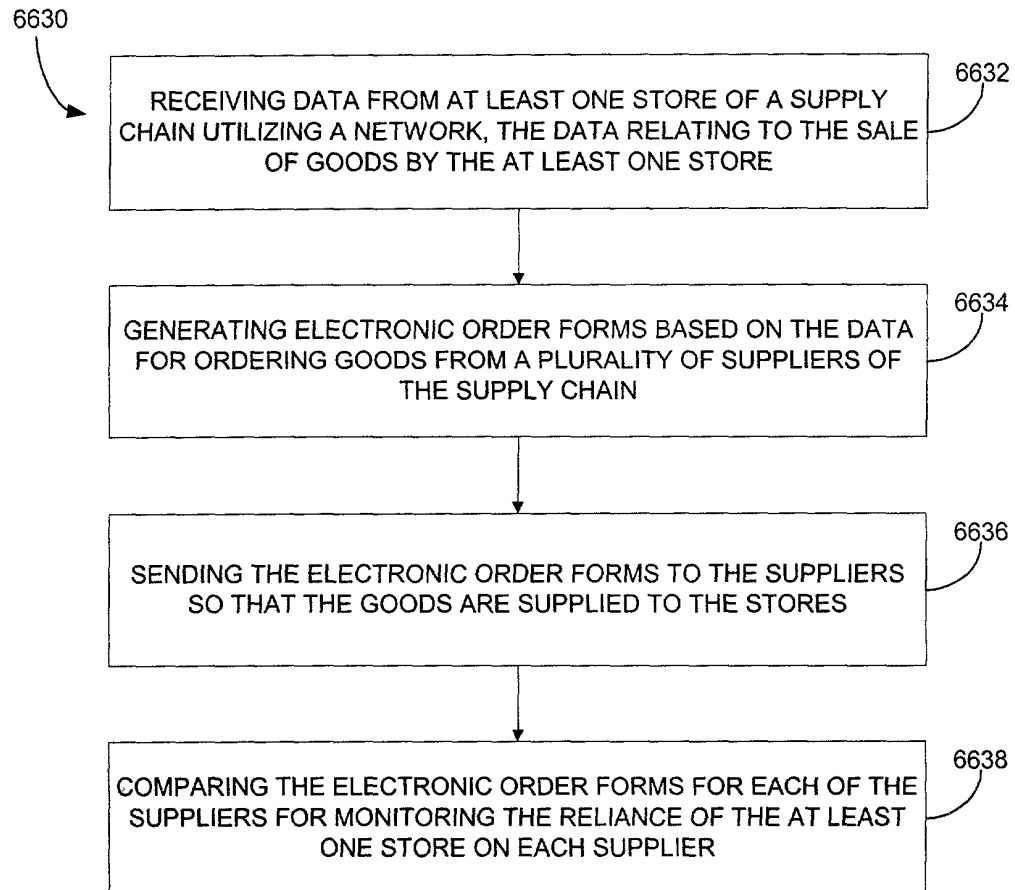 6630
6632
RECEIVING DATA FROM AT LEAST ONE STORE OF A SUPPLY
CHAIN UTILIZING A NETWORK, THE DATA RELATING TO THE SALE
OF GOODS BY THE AT LEAST ONE STORE
6634
GENERATING ELECTRONIC ORDER FORMS BASED ON THE DATA
FOR ORDERING GOODS FROM A PLURALITY OF SUPPLIERS OF
THE SUPPLY CHAIN
6636
SENDING THE ELECTRONIC ORDER FORMS TO THE SUPPLIERS
SO THAT THE GOODS ARE SUPPLIED TO THE STORES
6638
COMPARING THE ELECTRONIC ORDER FORMS FOR EACH OF THE
SUPPLIERS FOR MONITORING THE RELIANCE OF THE AT LEAST
ONE STORE ON EACH SUPPLIER